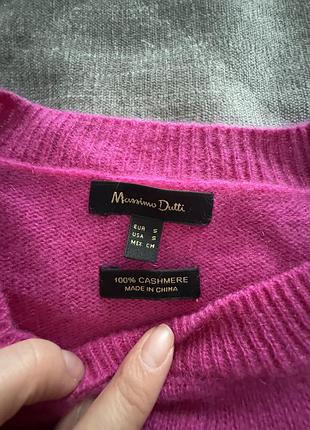 Massimo Dutti
EUR S
USA S
MEX CH
100% CASHMERE
MADE IN CHINA